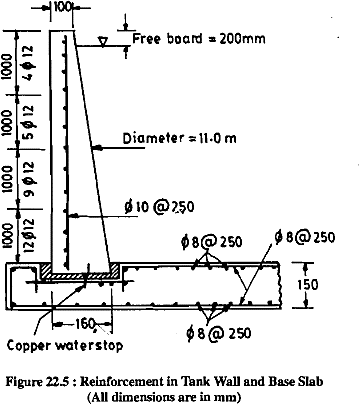 100
Free board = 200mm
1000
4 ϕ 12
1000
5 ϕ 12
Diameter = 11.0 m
1000
9 ϕ 12
ϕ 10 @ 250
1000
12 ϕ 12
ϕ 8 @ 250
ϕ 8 @ 250
150
160
ϕ 8 @ 250
Copper waterstop
Figure 22.5 : Reinforcement in Tank Wall and Base Slab
(All dimensions are in mm)